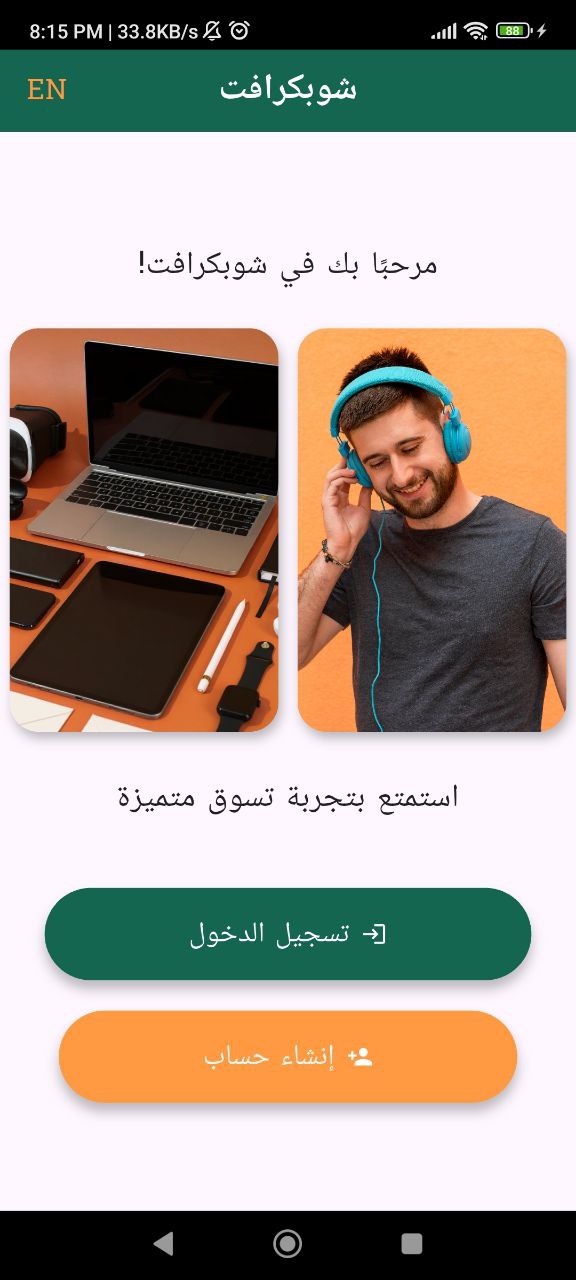 8:15 PM | 33.8KB/s
88
EN
شوبكرافت
مرحبًا بك في شوبكرافت!
استمتع بتجربة تسوق متميزة
تسجيل الدخول
إنشاء حساب